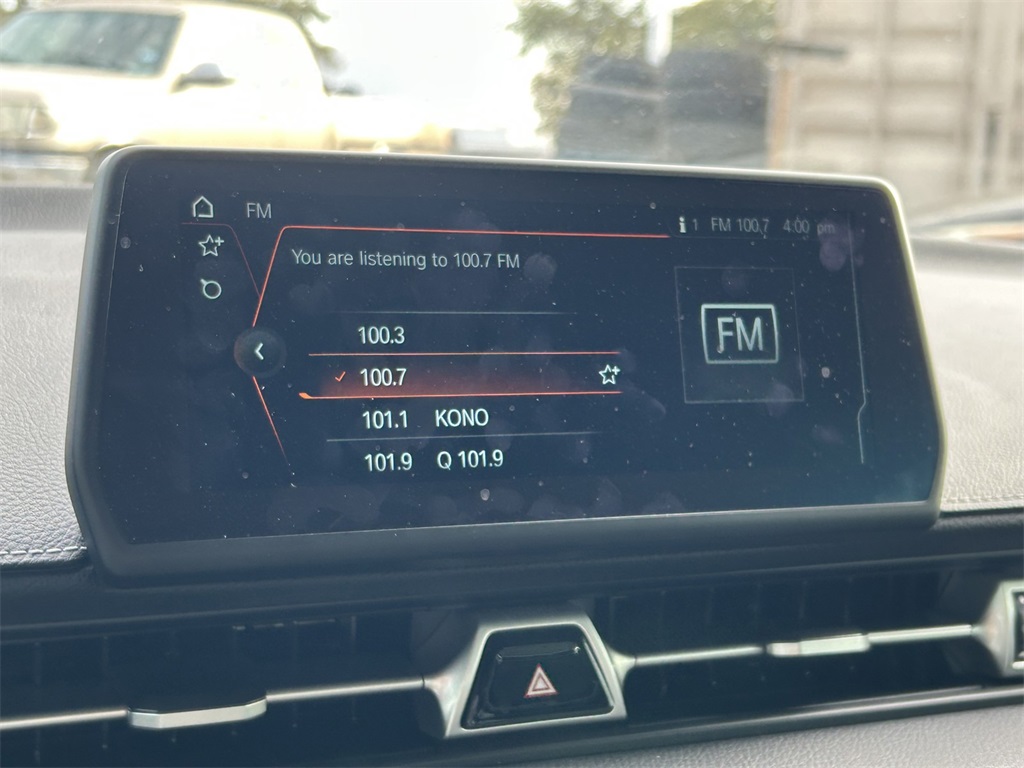 FM
i 1 FM 100.7 4:00 pm
You are listening to 100.7 FM
FM
100.3
100.7
101.1 KONO
101.9 Q 101.9